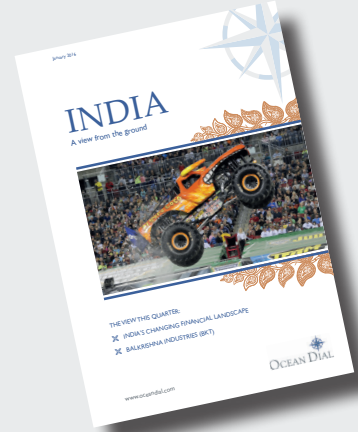 January 2016
INDIA
A view from the ground
THE VIEW THIS QUARTER:
INDIA'S CHANGING FINANCIAL LANDSCAPE
BALKRISHNA INDUSTRIES (BKT)
OCEAN DIAL
www.oceandial.com